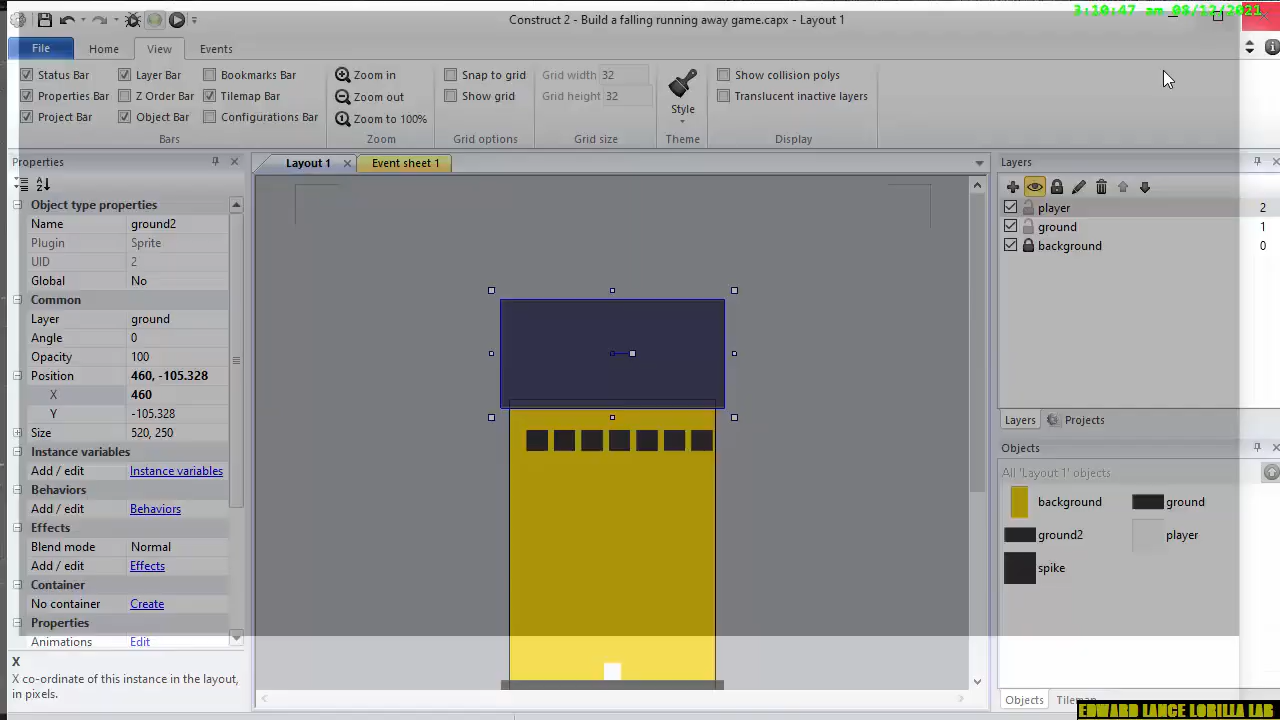 Construct 2 - Build a falling running away game.capx - Layout 1
3:10:47 am 08/12/2021
File Home View Events
Status Bar Layer Bar Bookmarks Bar Zoom in Snap to grid Grid width 32 Show collision polys
Properties Bar Z Order Bar Tilemap Bar Zoom out Show grid Grid height 32 Style Translucent inactive layers
Project Bar Object Bar Configurations Bar Zoom to 100%
Bars Zoom Grid options Grid size Theme Display
Properties
Layout 1 Event sheet 1
Layers
Object type properties
Name ground2
Plugin Sprite
UID 2
Global No
Common
Layer ground
Angle 0
Opacity 100
Position 460, -105.328
X 460
Y -105.328
Size 520, 250
Instance variables
Add / edit Instance variables
Behaviors
Add / edit Behaviors
Effects
Blend mode Normal
Add / edit Effects
Container
No container Create
Properties
Animations Edit
X
X co-ordinate of this instance in the layout,
in pixels.
player 2
ground 1
background 0
Layers Projects
Objects
All 'Layout 1' objects
background ground
ground2 player
spike
Objects Tilemap
EDWARD LANCE LORILLA LAB